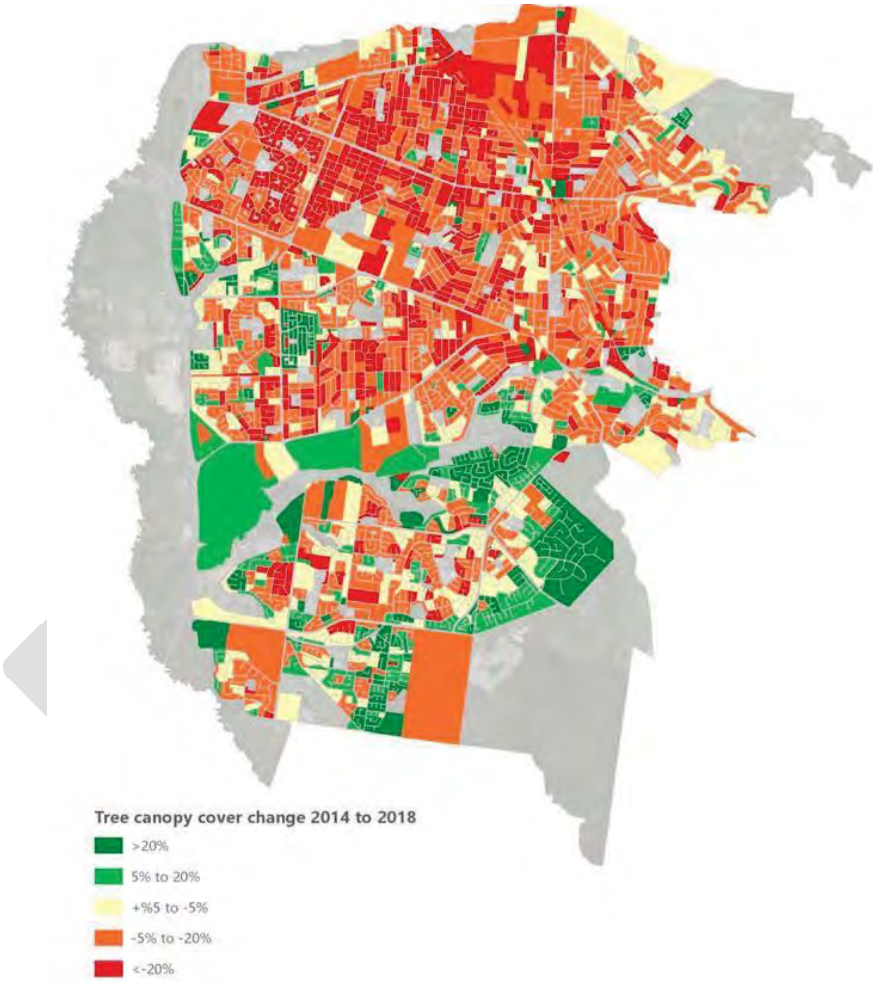 Tree canopy cover change 2014 to 2018
>20%
5% to 20%
+%5 to -5%
-5% to -20%
<-20%